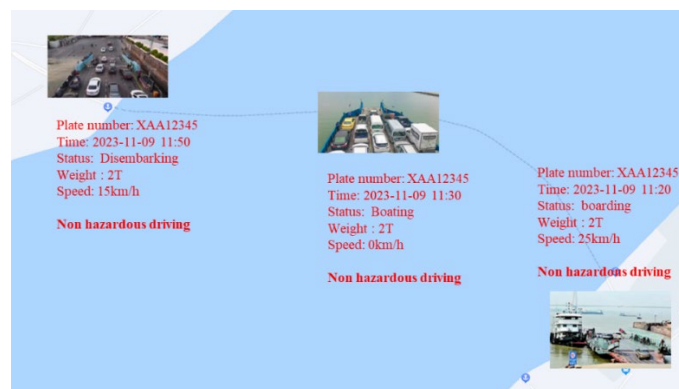 Plate number: XAA12345
Time: 2023-11-09 11:50
Status: Disembarking
Weight : 2T
Speed: 15km/h
Non hazardous driving
Plate number: XAA12345
Time: 2023-11-09 11:30
Status: Boating
Weight : 2T
Speed: 0km/h
Non hazardous driving
Plate number: XAA12345
Time: 2023-11-09 11:20
Status: boarding
Weight : 2T
Speed: 25km/h
Non hazardous driving